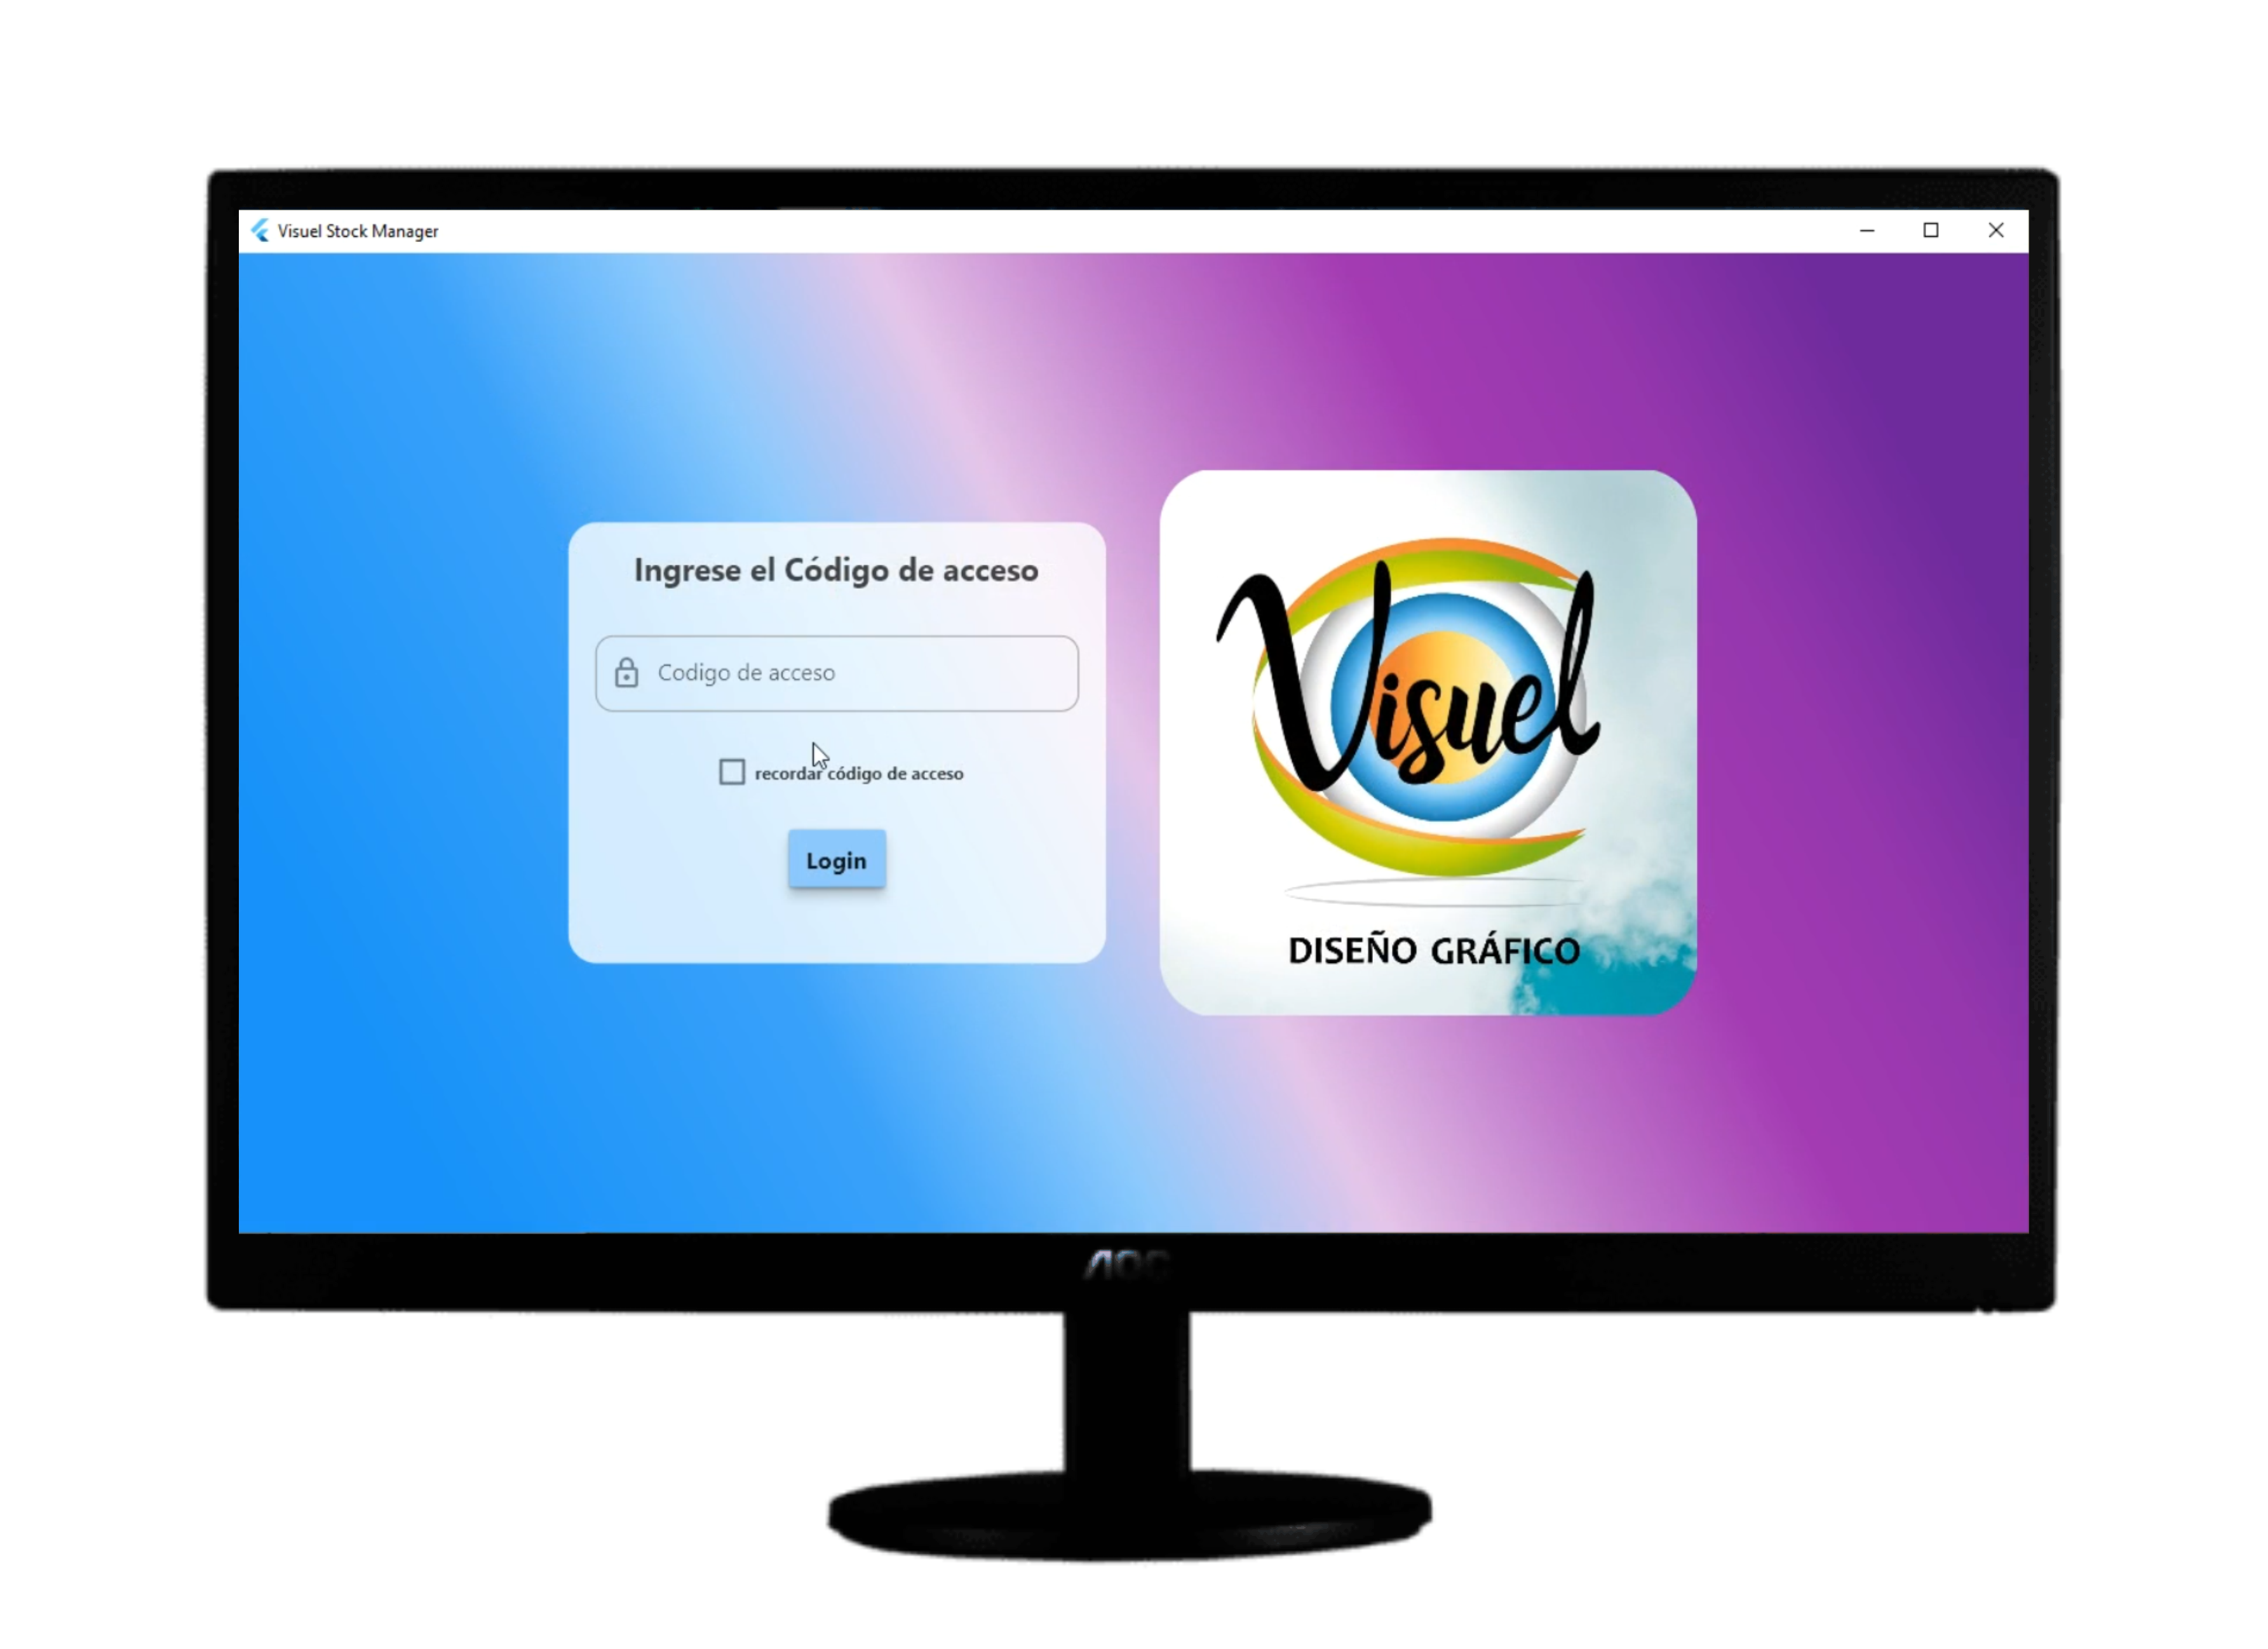 Visuel Stock Manager
Ingrese el Código de acceso
Codigo de acceso
recordar código de acceso
Login
Visuel
DISEÑO GRÁFICO
AOC